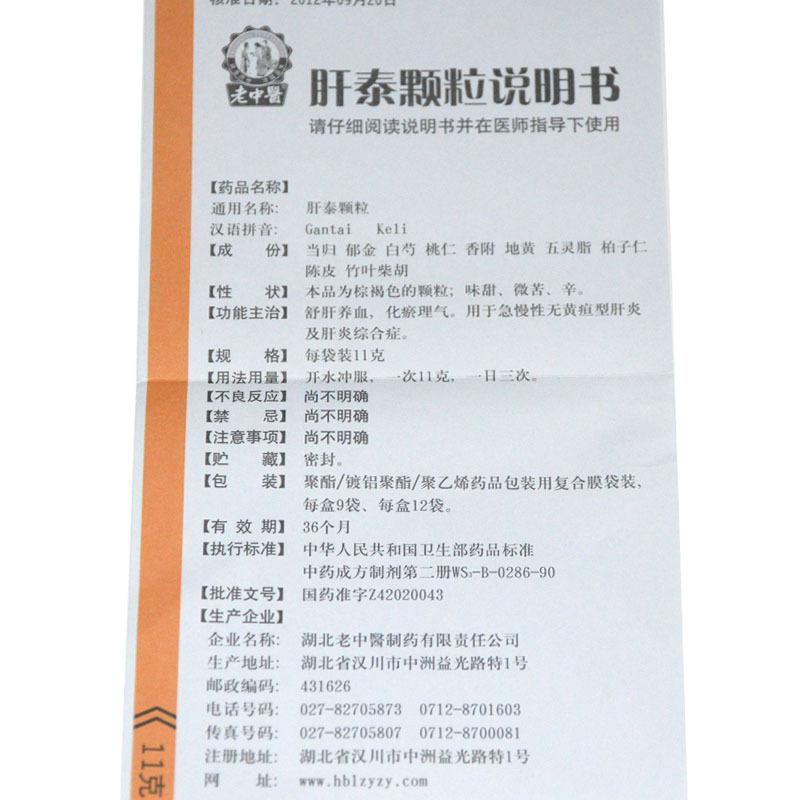 核准日期：2012年09月20日
老中醫
肝泰颗粒说明书
请仔细阅读说明书并在医师指导下使用
【药品名称】
通用名称： 肝泰颗粒
汉语拼音： Gantai Keli
【成 份】 当归 郁金 白芍 桃仁 香附 地黄 五灵脂 柏子仁
陈皮 竹叶柴胡
【性 状】 本品为棕褐色的颗粒；味甜、微苦、辛。
【功能主治】 舒肝养血，化瘀理气。用于急慢性无黄疸型肝炎
及肝炎综合症。
【规 格】 每袋装11克
【用法用量】 开水冲服，一次11克，一日三次。
【不良反应】 尚不明确
【禁 忌】 尚不明确
【注意事项】 尚不明确
【贮 藏】 密封。
【包 装】 聚酯/镀铝聚酯/聚乙烯药品包装用复合膜袋装，
每盒9袋、每盒12袋。
【有 效 期】 36个月
【执行标准】 中华人民共和国卫生部药品标准
中药成方制剂第二册WS₃-B-0286-90
【批准文号】 国药准字Z42020043
【生产企业】
企业名称： 湖北老中醫制药有限责任公司
生产地址： 湖北省汉川市中洲益光路特1号
邮政编码： 431626
电话号码： 027-82705873 0712-8701603
传真号码： 027-82705807 0712-8700081
注册地址： 湖北省汉川市中洲益光路特1号
网 址： www.hblzyzy.com
《 11克